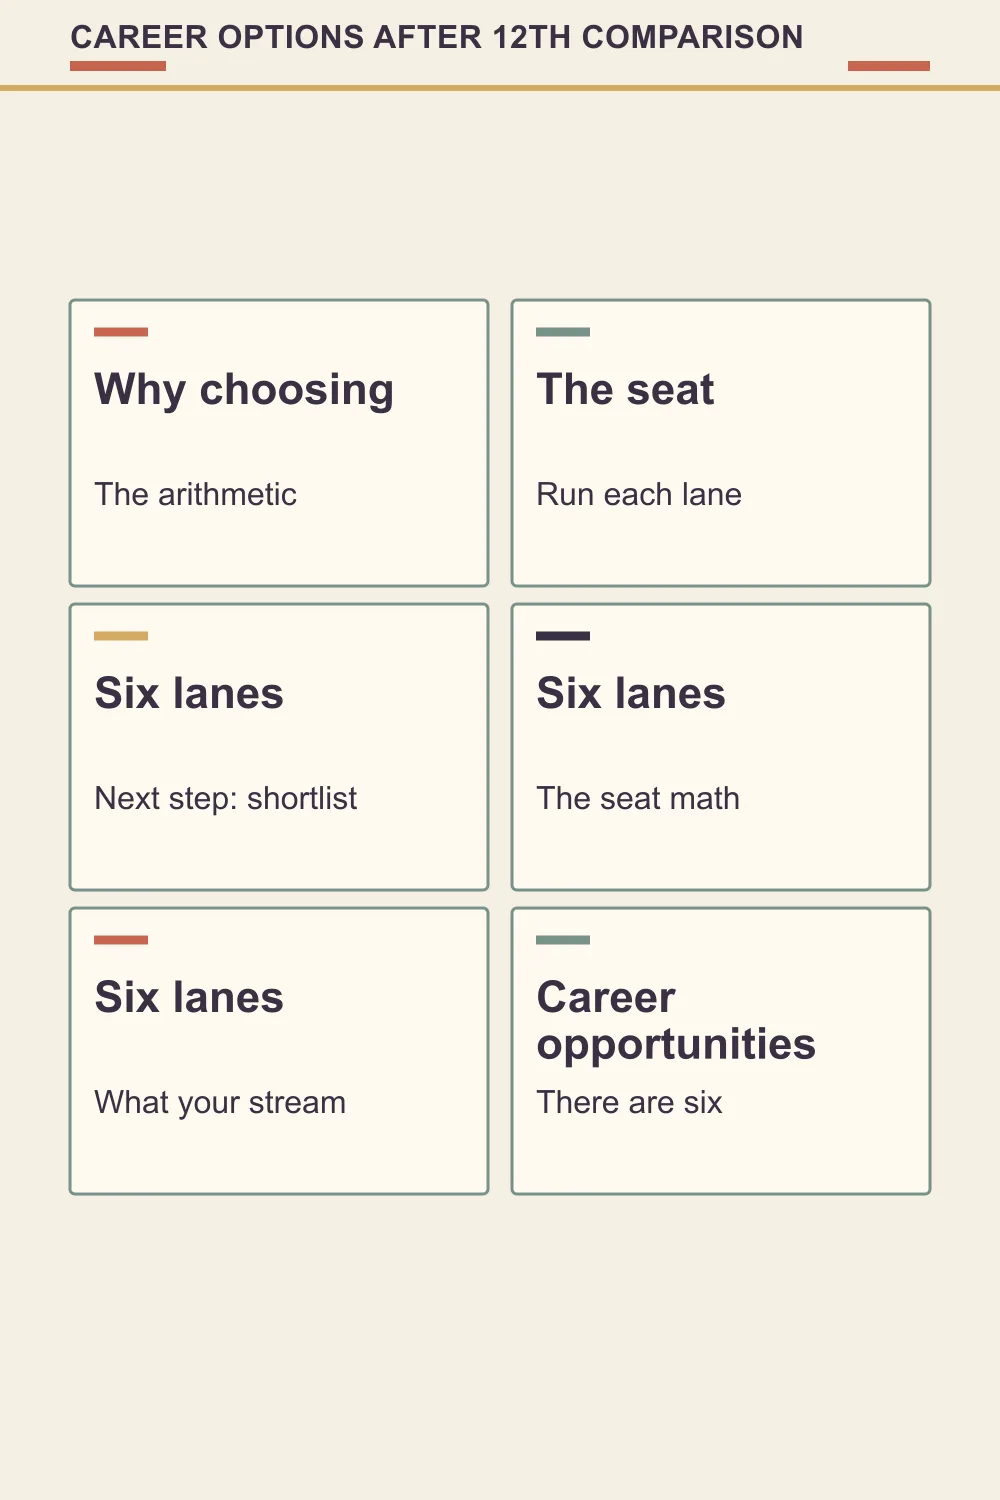 CAREER OPTIONS AFTER 12TH COMPARISON
Why choosing
The arithmetic
The seat
Run each lane
Six lanes
Next step: shortlist
Six lanes
The seat math
Six lanes
What your stream
Career
opportunities
There are six